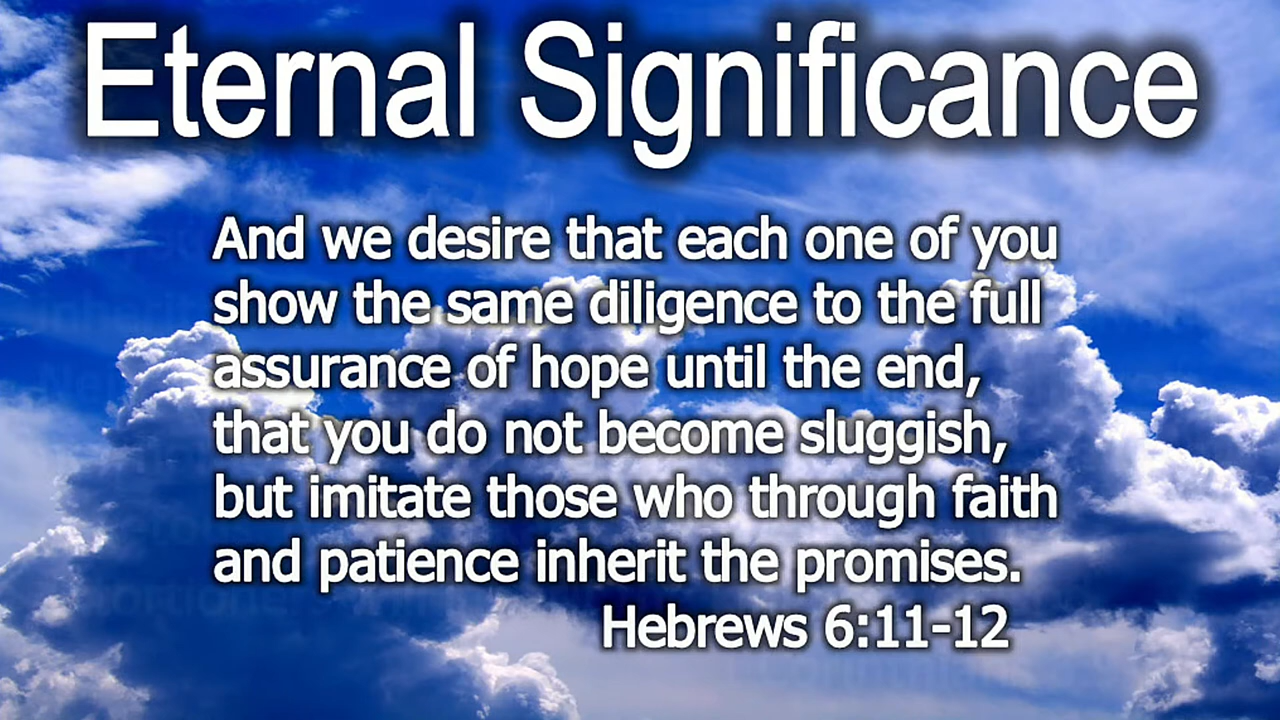 Eternal Significance
And we desire that each one of you
show the same diligence to the full
assurance of hope until the end,
that you do not become sluggish,
but imitate those who through faith
and patience inherit the promises.
Hebrews 6:11-12